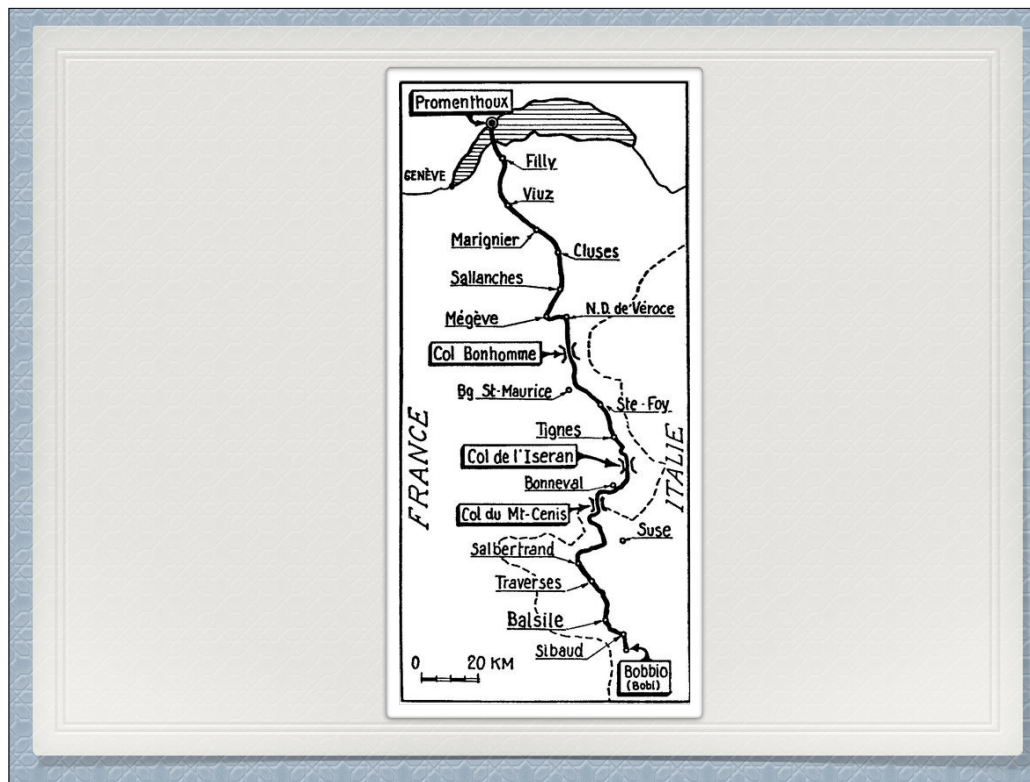 Promenthoux
GENÈVE
Filly
Viuz
Marignier
Cluses
Sallanches
Mégève
N.D. de Véroce
Col Bonhomme
Bg St-Maurice
Ste-Foy
Tignes
Col de l'Iseran
Bonneval
FRANCE
ITALIE
Col du Mt-Cenis
Suse
Salbertrand
Traverses
Balsile
Sibaud
0 20 KM
Bobbio
(Bobi)